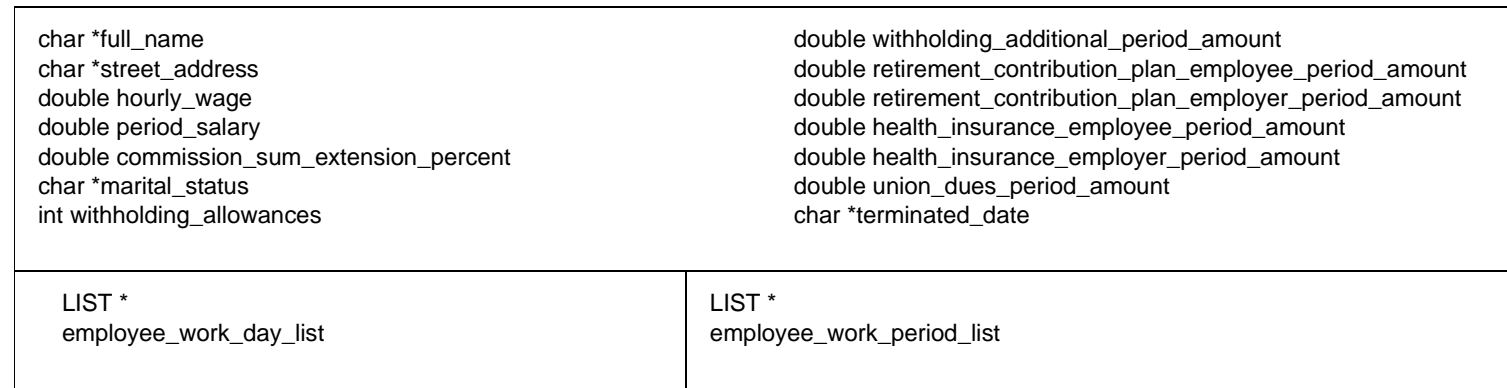 char *full_name
char *street_address
double hourly_wage
double period_salary
double commission_sum_extension_percent
char *marital_status
int withholding_allowances
double withholding_additional_period_amount
double retirement_contribution_plan_employee_period_amount
double retirement_contribution_plan_employer_period_amount
double health_insurance_employee_period_amount
double health_insurance_employer_period_amount
double union_dues_period_amount
char *terminated_date
LIST *
employee_work_day_list
LIST *
employee_work_period_list